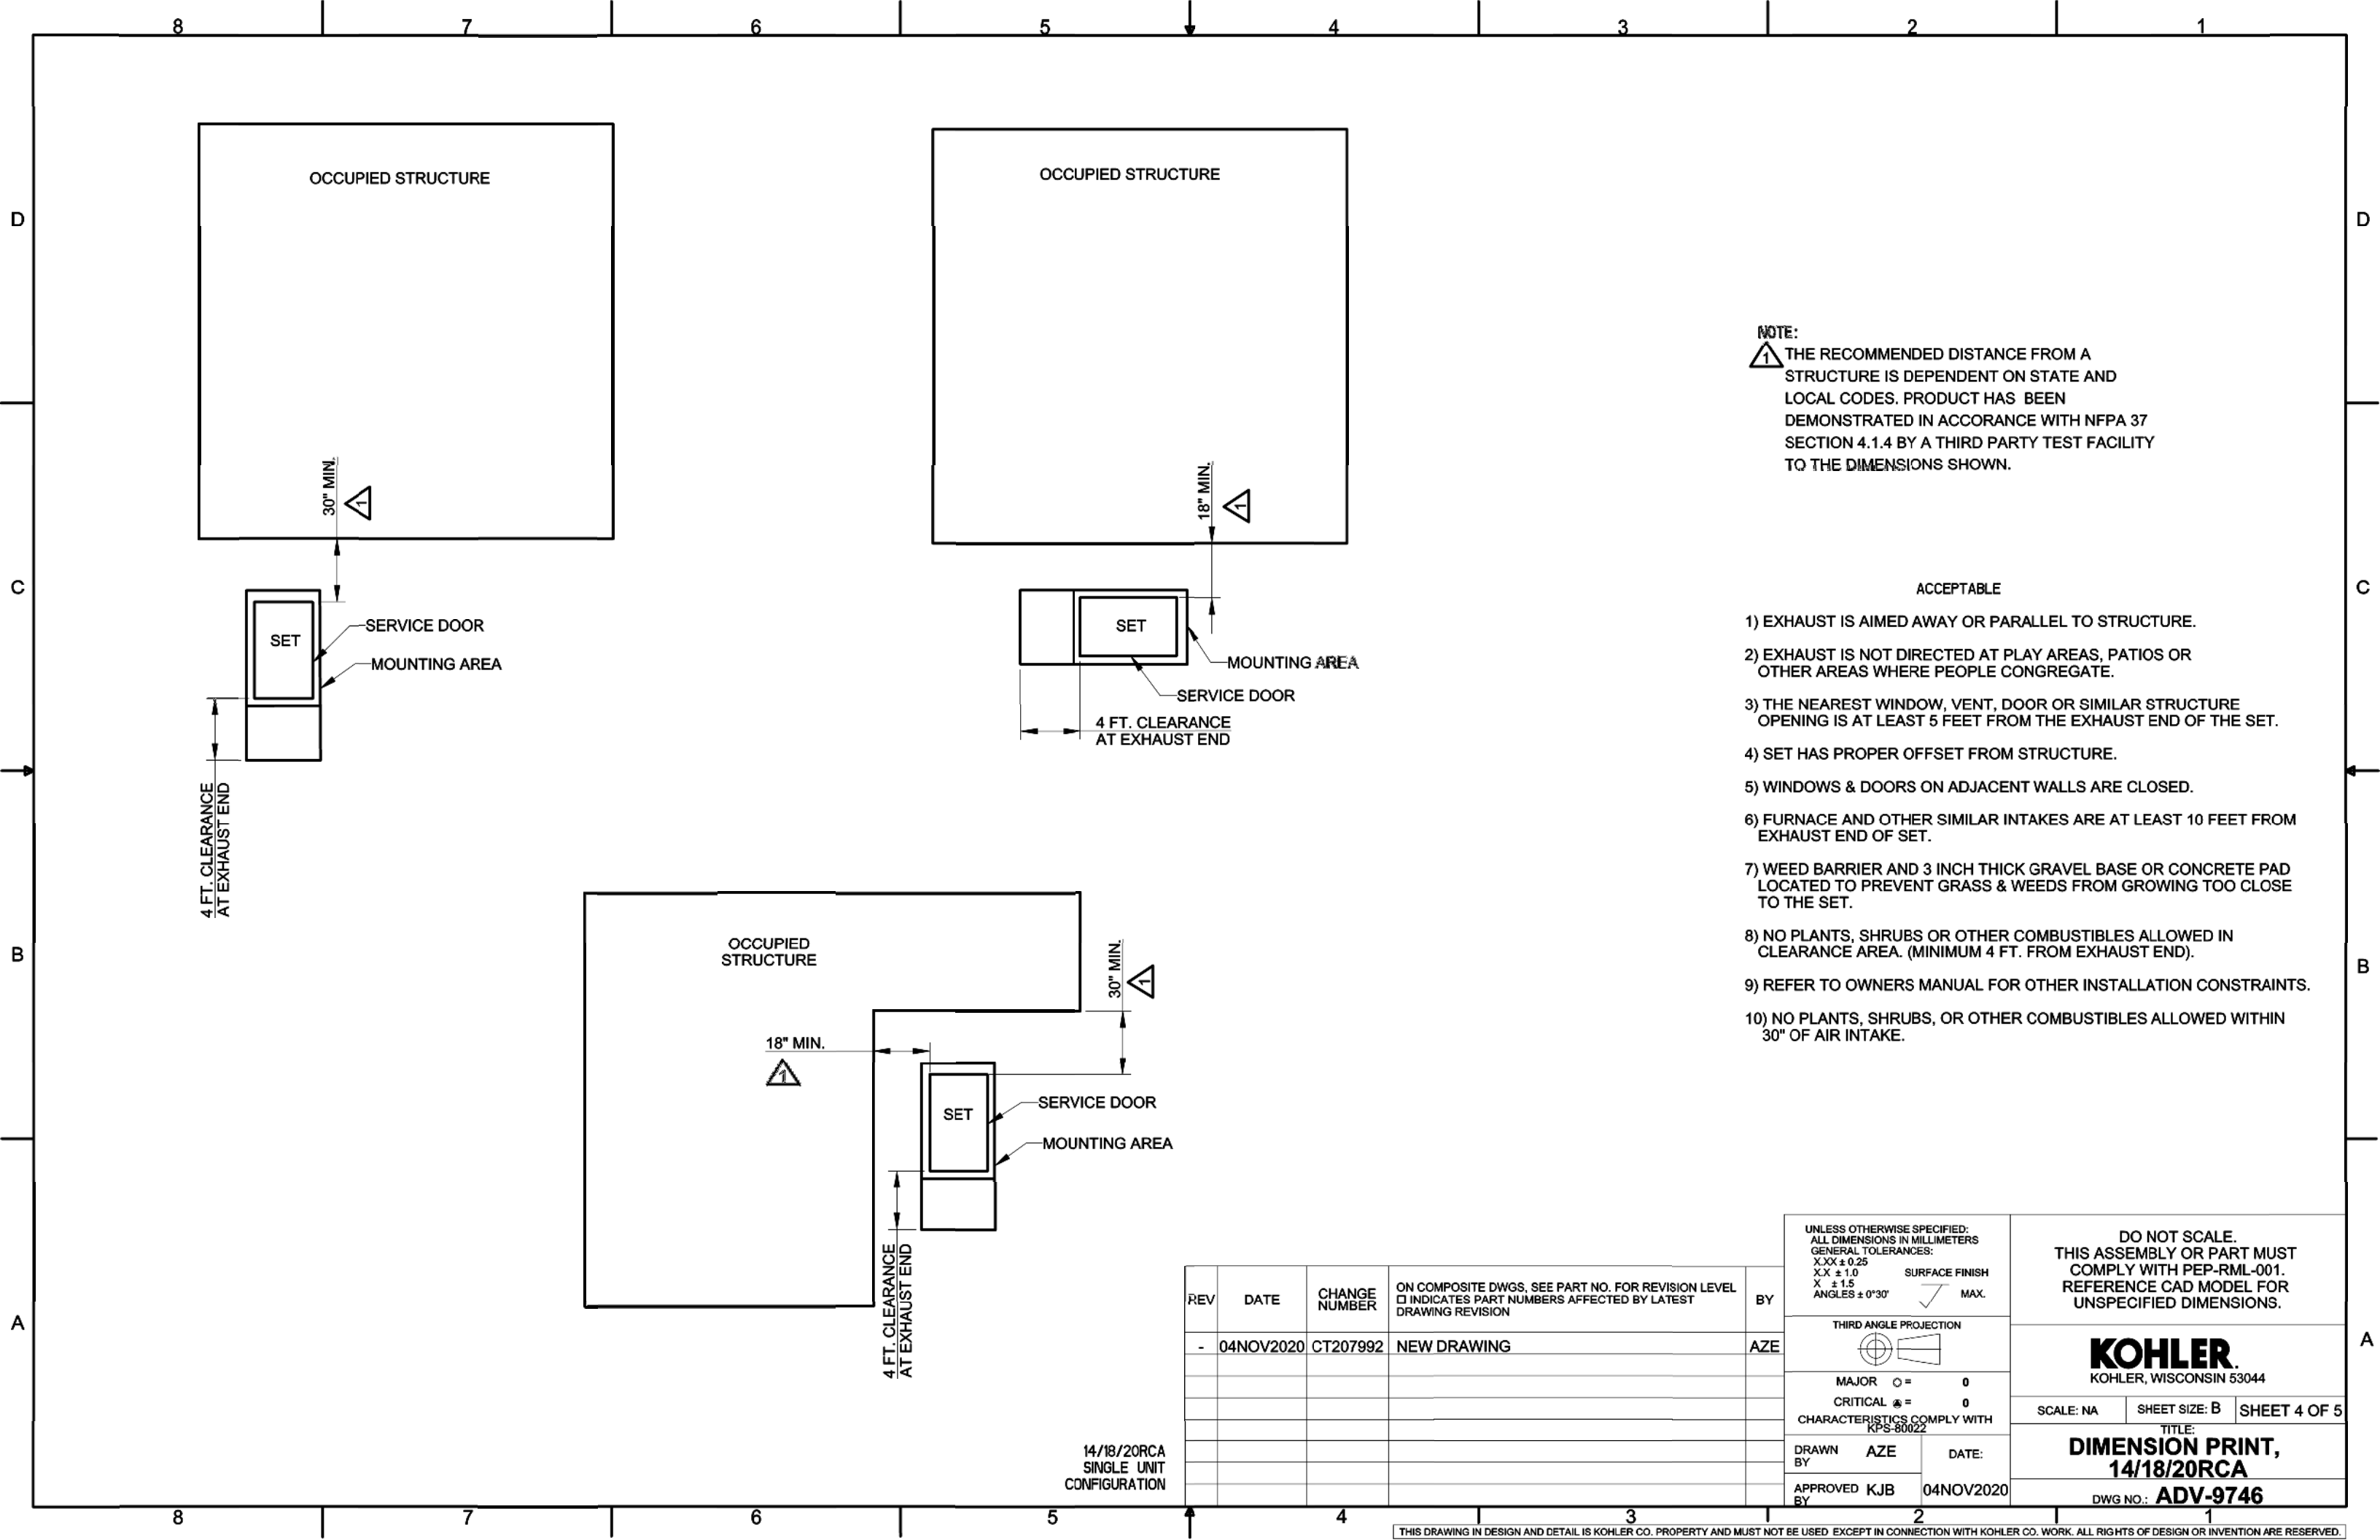 8 7 6 5 4 3 2 1
D
D
C
C
B
B
A
A
OCCUPIED STRUCTURE
30" MIN.
1
SET
SERVICE DOOR
MOUNTING AREA
4 FT. CLEARANCE
AT EXHAUST END
OCCUPIED STRUCTURE
18" MIN.
1
SET
MOUNTING AREA
SERVICE DOOR
4 FT. CLEARANCE
AT EXHAUST END
OCCUPIED
STRUCTURE
30" MIN.
1
18" MIN.
1
SET
SERVICE DOOR
MOUNTING AREA
4 FT. CLEARANCE
AT EXHAUST END
NOTE:
1 THE RECOMMENDED DISTANCE FROM A
STRUCTURE IS DEPENDENT ON STATE AND
LOCAL CODES. PRODUCT HAS BEEN
DEMONSTRATED IN ACCORANCE WITH NFPA 37
SECTION 4.1.4 BY A THIRD PARTY TEST FACILITY
TO THE DIMENSIONS SHOWN.
ACCEPTABLE
1) EXHAUST IS AIMED AWAY OR PARALLEL TO STRUCTURE.
2) EXHAUST IS NOT DIRECTED AT PLAY AREAS, PATIOS OR
OTHER AREAS WHERE PEOPLE CONGREGATE.
3) THE NEAREST WINDOW, VENT, DOOR OR SIMILAR STRUCTURE
OPENING IS AT LEAST 5 FEET FROM THE EXHAUST END OF THE SET.
4) SET HAS PROPER OFFSET FROM STRUCTURE.
5) WINDOWS & DOORS ON ADJACENT WALLS ARE CLOSED.
6) FURNACE AND OTHER SIMILAR INTAKES ARE AT LEAST 10 FEET FROM
EXHAUST END OF SET.
7) WEED BARRIER AND 3 INCH THICK GRAVEL BASE OR CONCRETE PAD
LOCATED TO PREVENT GRASS & WEEDS FROM GROWING TOO CLOSE
TO THE SET.
8) NO PLANTS, SHRUBS OR OTHER COMBUSTIBLES ALLOWED IN
CLEARANCE AREA. (MINIMUM 4 FT. FROM EXHAUST END).
9) REFER TO OWNERS MANUAL FOR OTHER INSTALLATION CONSTRAINTS.
10) NO PLANTS, SHRUBS, OR OTHER COMBUSTIBLES ALLOWED WITHIN
30" OF AIR INTAKE.
14/18/20RCA
SINGLE UNIT
CONFIGURATION
REV DATE CHANGE NUMBER
ON COMPOSITE DWGS, SEE PART NO. FOR REVISION LEVEL
☐ INDICATES PART NUMBERS AFFECTED BY LATEST
DRAWING REVISION
BY
- 04NOV2020 CT207992 NEW DRAWING AZE
UNLESS OTHERWISE SPECIFIED:
ALL DIMENSIONS IN MILLIMETERS
GENERAL TOLERANCES:
X.XX ± 0.25
X.X ± 1.0
X ± 1.5
ANGLES ± 0°30'
SURFACE FINISH
MAX.
THIRD ANGLE PROJECTION
MAJOR = 0
CRITICAL = 0
CHARACTERISTICS COMPLY WITH
KPS-80022
DRAWN BY AZE DATE:
APPROVED BY KJB 04NOV2020
DO NOT SCALE.
THIS ASSEMBLY OR PART MUST
COMPLY WITH PEP-RML-001.
REFERENCE CAD MODEL FOR
UNSPECIFIED DIMENSIONS.
KOHLER.
KOHLER, WISCONSIN 53044
SCALE: NA SHEET SIZE: B SHEET 4 OF 5
TITLE:
DIMENSION PRINT,
14/18/20RCA
DWG NO.: ADV-9746
8 7 6 5 4 3 2 1
THIS DRAWING IN DESIGN AND DETAIL IS KOHLER CO. PROPERTY AND MUST NOT BE USED EXCEPT IN CONNECTION WITH KOHLER CO. WORK. ALL RIGHTS OF DESIGN OR INVENTION ARE RESERVED.